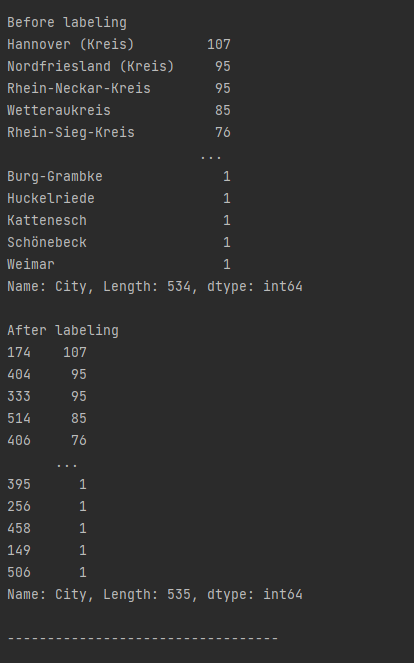 Before labeling
Hannover (Kreis) 107
Nordfriesland (Kreis) 95
Rhein-Neckar-Kreis 95
Wetteraukreis 85
Rhein-Sieg-Kreis 76
...
Burg-Grambke 1
Huckelriede 1
Kattenesch 1
Schönebeck 1
Weimar 1
Name: City, Length: 534, dtype: int64
After labeling
174 107
404 95
333 95
514 85
406 76
...
395 1
256 1
458 1
149 1
506 1
Name: City, Length: 535, dtype: int64
----------------------------------